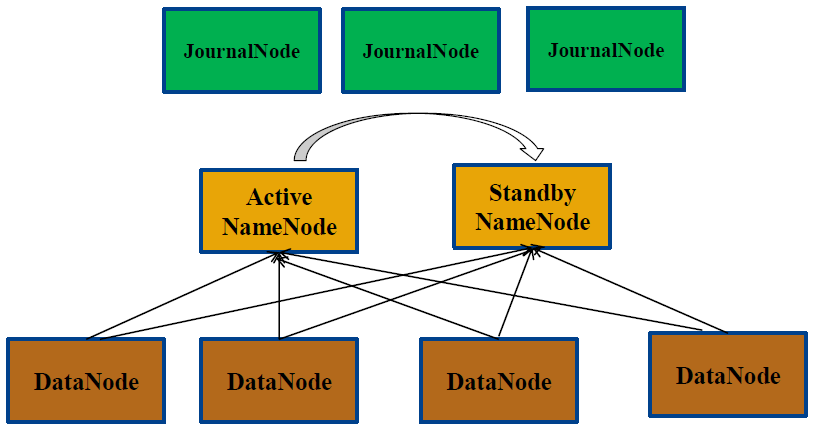 JournalNode
JournalNode
JournalNode
Active
NameNode
Standby
NameNode
DataNode
DataNode
DataNode
DataNode